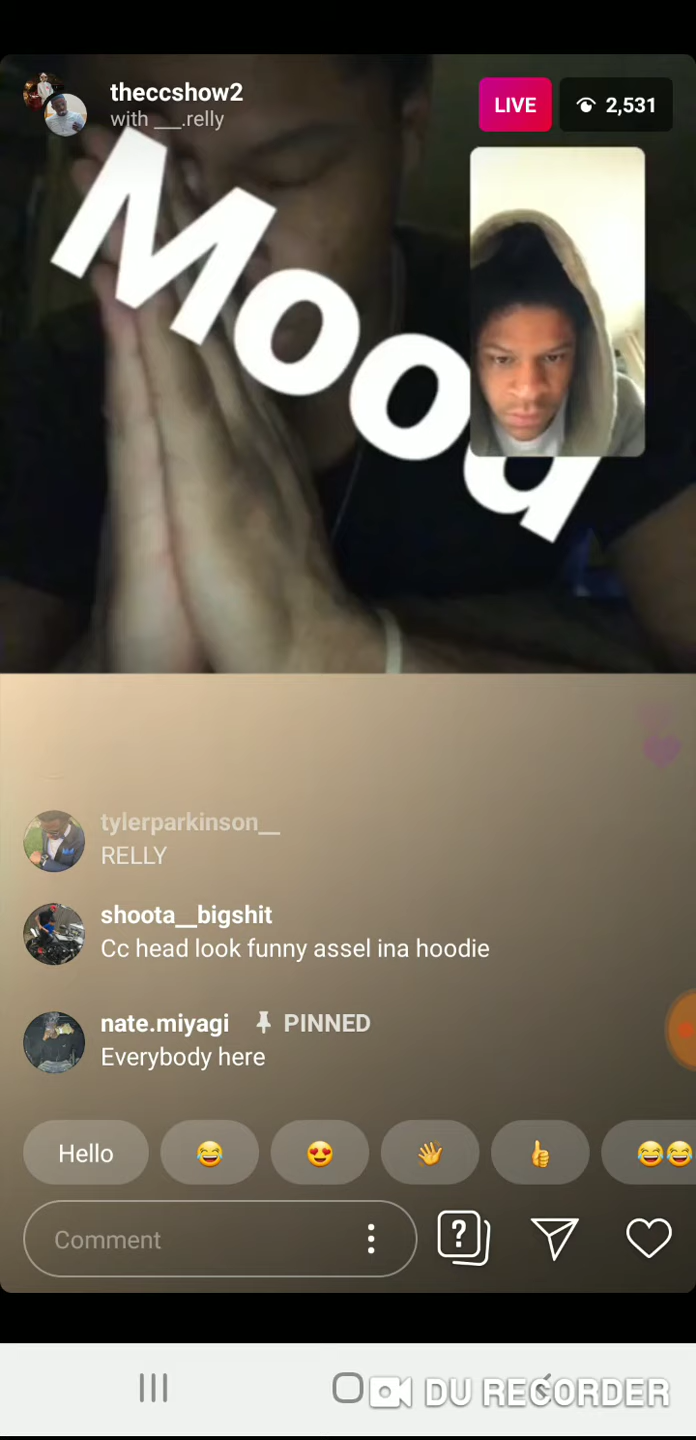 theccshow2
with ___.relly
LIVE
2,531
Mood
tylerparkinson__
RELLY
shoota__bigshit
Cc head look funny assel ina hoodie
nate.miyagi PINNED
Everybody here
Hello
Comment
?
DU RECORDER